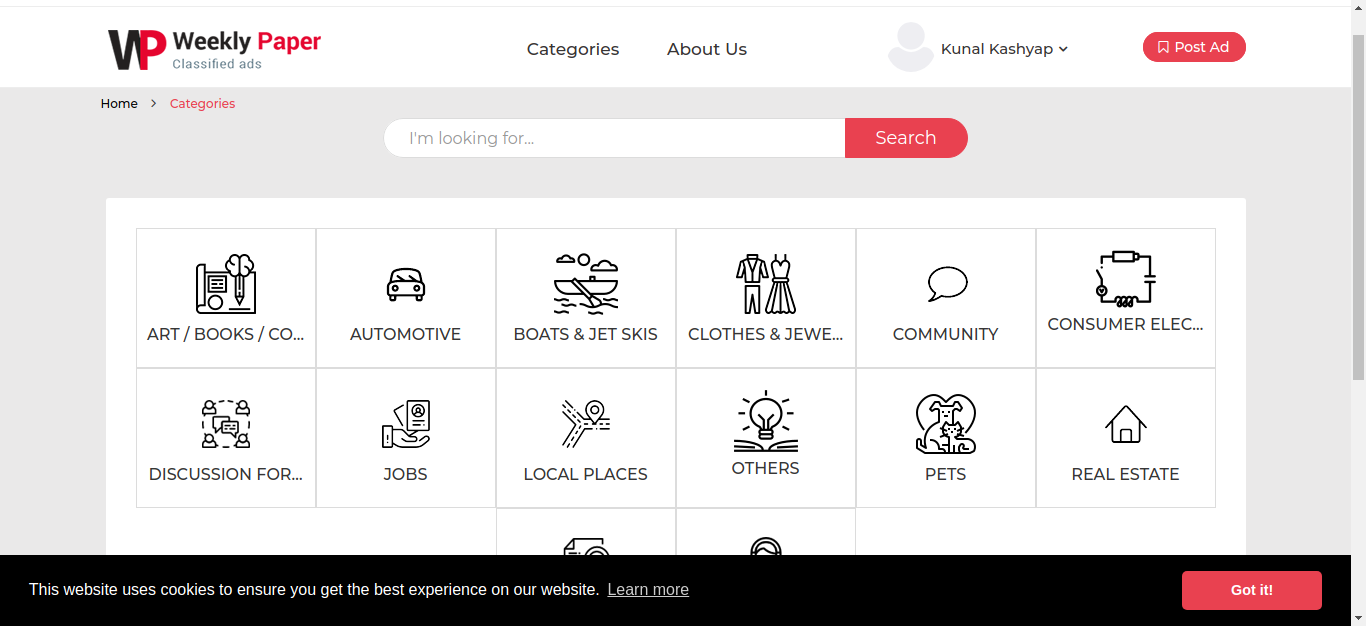 WP Weekly Paper
Classified ads
Categories
About Us
Kunal Kashyap
Post Ad
Home > Categories
I'm looking for...
Search
ART / BOOKS / CO...
AUTOMOTIVE
BOATS & JET SKIS
CLOTHES & JEWE...
COMMUNITY
CONSUMER ELEC...
DISCUSSION FOR...
JOBS
LOCAL PLACES
OTHERS
PETS
REAL ESTATE
This website uses cookies to ensure you get the best experience on our website. Learn more
Got it!